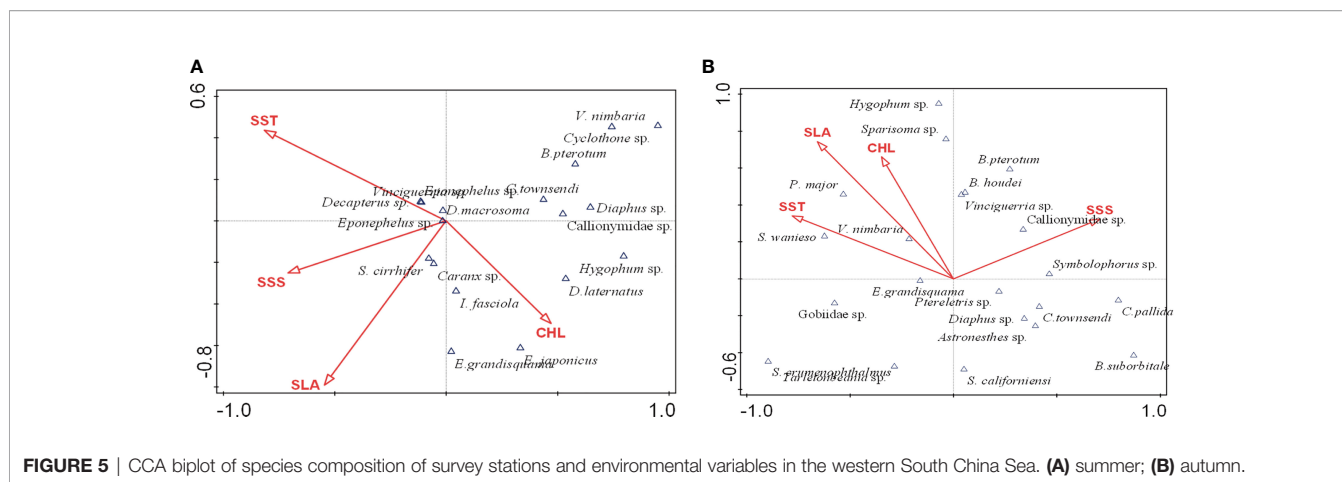 A
B
0.6
-0.8
-1.0
1.0
SST
SSS
SLA
CHL
V. nimbaria
Cyclothone sp.
B.pterotum
Vinciguerria sp.
Eponephelus sp.
C.townsendi
Decapterus sp.
D.macrosoma
Diaphus sp.
Eponephelus sp.
Callionymidae sp.
S. cirrhifer
Caranx sp.
Hygophum sp.
I. fasciola
D.laternatus
E.grandisquama
E. japonicus
1.0
-0.6
-1.0
1.0
Hygophum sp.
SLA
Sparisoma sp.
CHL
B.pterotum
P. major
B. houdei
Vinciguerria sp.
SST
SSS
Callionymidae sp.
S. wanieso
V. nimbaria
Symbolophorus sp.
E.grandisquama
Ptereletris sp.
Gobiidae sp.
C.pallida
Diaphus sp.
C.townsendi
Astronesthes sp.
S. crumenophthalmus
Tarletonbeania sp.
S. californiensi
B.suborbitale
FIGURE 5 | CCA biplot of species composition of survey stations and environmental variables in the western South China Sea. (A) summer; (B) autumn.